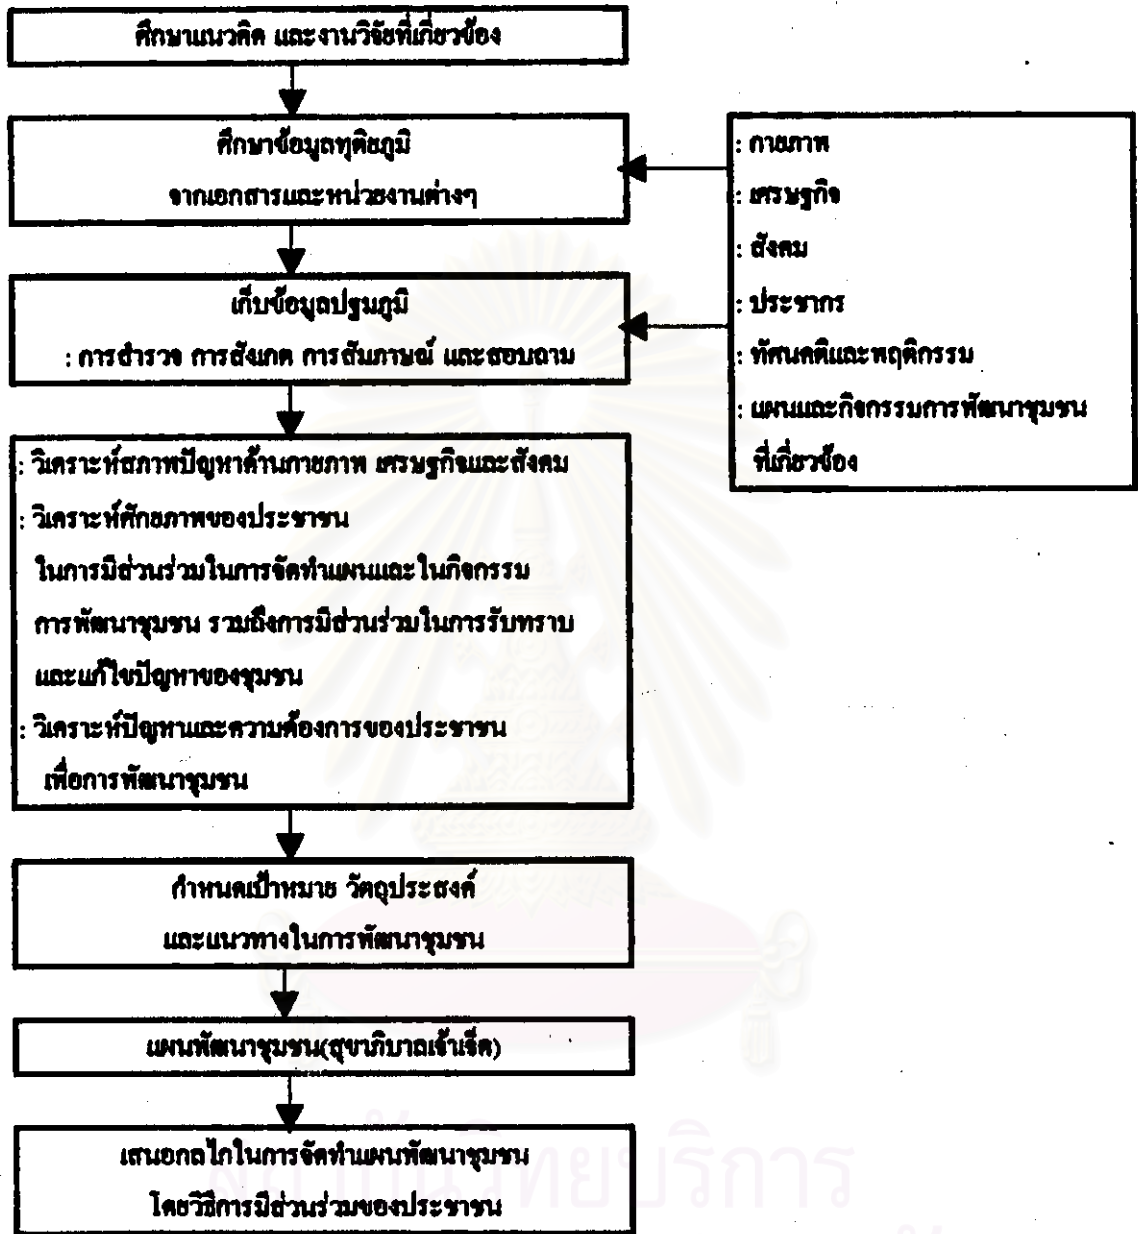 ศึกษาแนวคิด และงานวิจัยที่เกี่ยวข้อง
ศึกษาข้อมูลทุติยภูมิ
จากเอกสารและหน่วยงานต่างๆ
เก็บข้อมูลปฐมภูมิ
: การสำรวจ การสังเกต การสัมภาษณ์ และสอบถาม
: กายภาพ
: เศรษฐกิจ
: สังคม
: ประชากร
: ทัศนคติและพฤติกรรม
: แผนและกิจกรรมการพัฒนาชุมชน
ที่เกี่ยวข้อง
: วิเคราะห์สภาพปัญหาด้านกายภาพ เศรษฐกิจและสังคม
: วิเคราะห์ศักยภาพของประชาชน
ในการมีส่วนร่วมในการจัดทำแผนและในกิจกรรม
การพัฒนาชุมชน รวมถึงการมีส่วนร่วมในการรับทราบ
และแก้ไขปัญหาของชุมชน
: วิเคราะห์ปัญหาและความต้องการของประชาชน
เพื่อการพัฒนาชุมชน
กำหนดเป้าหมาย วัตถุประสงค์
และแนวทางในการพัฒนาชุมชน
แผนพัฒนาชุมชน(สุขาภิบาลเจ้าเจ็ด)
เสนอกลไกในการจัดทำแผนพัฒนาชุมชน
โดยวิธีการมีส่วนร่วมของประชาชน
สถาบันวิทยบริการ